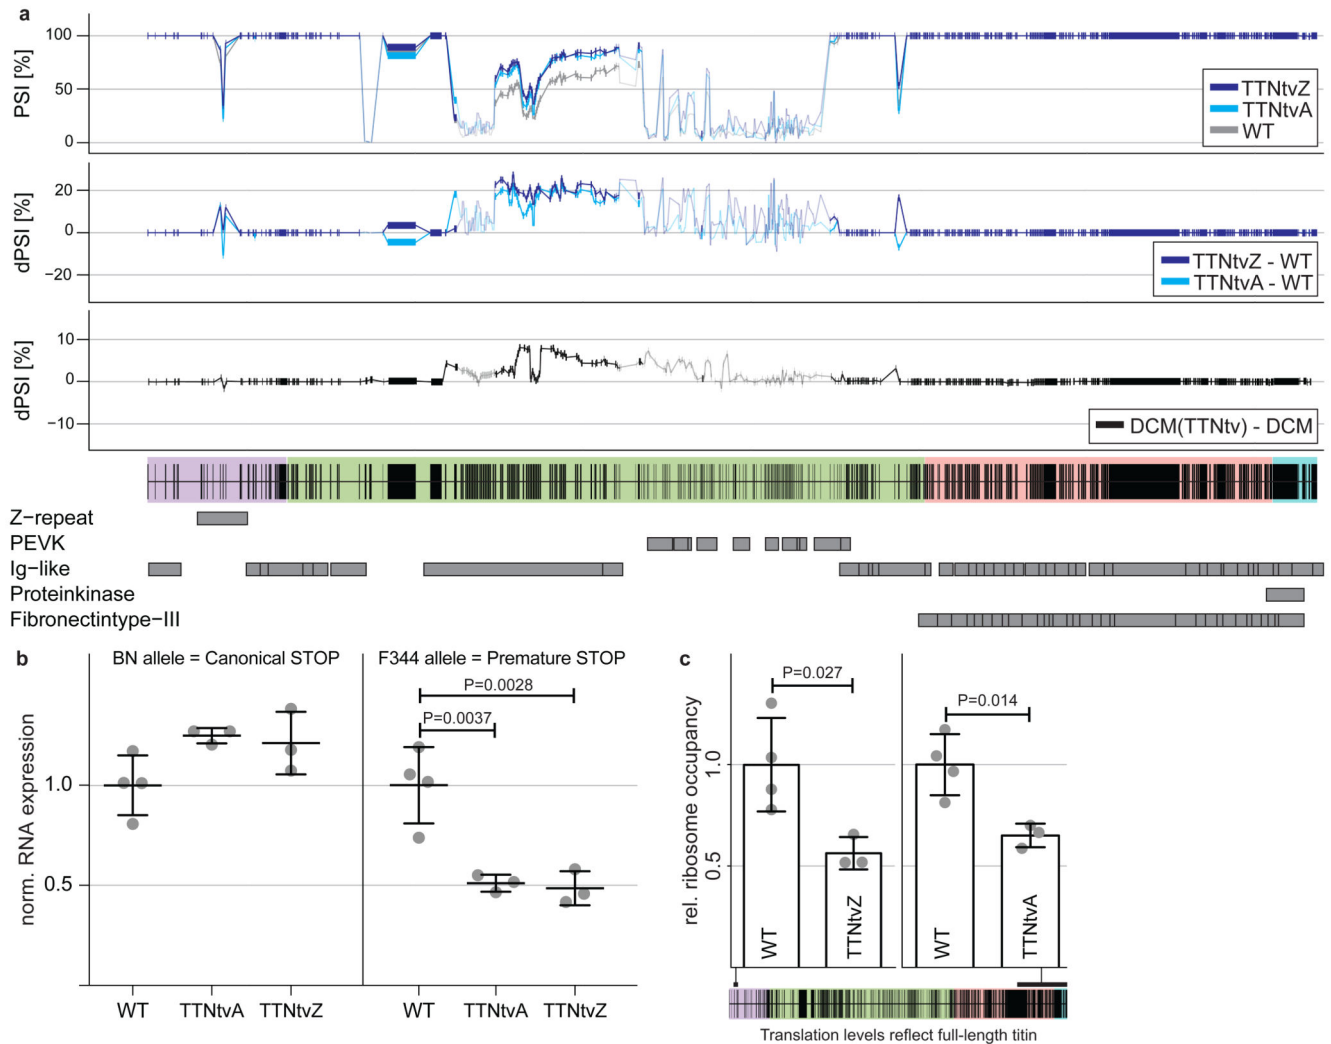 a
PSI [%]
100
50
0
TTNtvZ
TTNtvA
WT
dPSI [%]
20
0
−20
TTNtvZ - WT
TTNtvA - WT
dPSI [%]
10
0
−10
DCM(TTNtv) - DCM
Z−repeat
PEVK
Ig−like
Proteinkinase
Fibronectintype−III
b
BN allele = Canonical STOP
F344 allele = Premature STOP
norm. RNA expression
1.0
0.5
P=0.0028
P=0.0037
WT
TTNtvA
TTNtvZ
WT
TTNtvA
TTNtvZ
c
rel. ribosome occupancy
1.0
0.5
P=0.027
P=0.014
WT
TTNtvZ
WT
TTNtvA
Translation levels reflect full-length titin